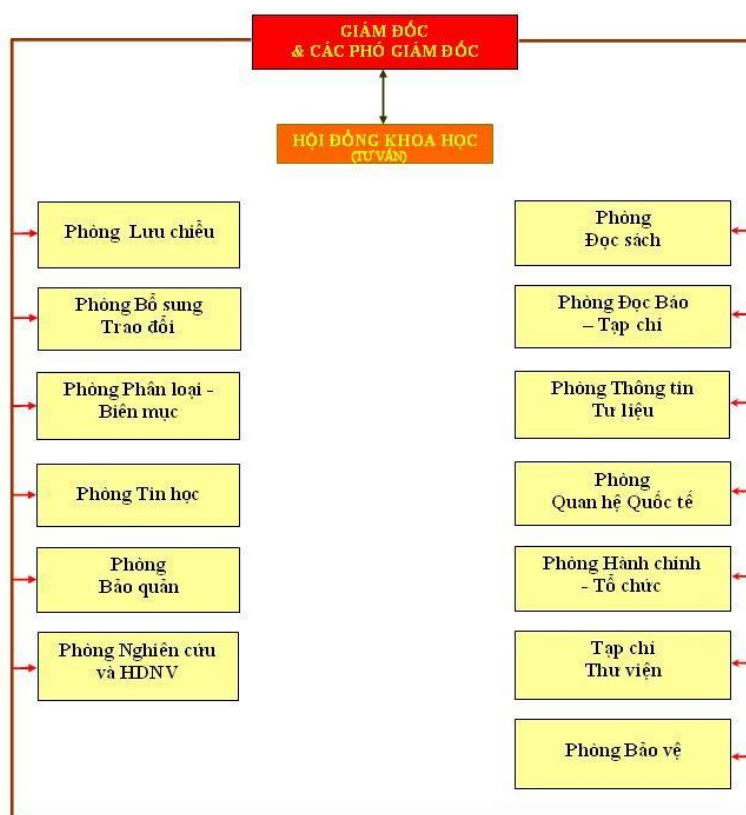 GIÁM ĐỐC
& CÁC PHÓ GIÁM ĐỐC
HỘI ĐỒNG KHOA HỌC
(TƯ VẤN)
Phòng Lưu chiểu
Phòng Bổ sung
Trao đổi
Phòng Phân loại -
Biên mục
Phòng Tin học
Phòng
Bảo quản
Phòng Nghiên cứu
và HDNV
Phòng
Đọc sách
Phòng Đọc Báo
– Tạp chí
Phòng Thông tin
Tư liệu
Phòng
Quan hệ Quốc tế
Phòng Hành chính
- Tổ chức
Tạp chí
Thư viện
Phòng Bảo vệ